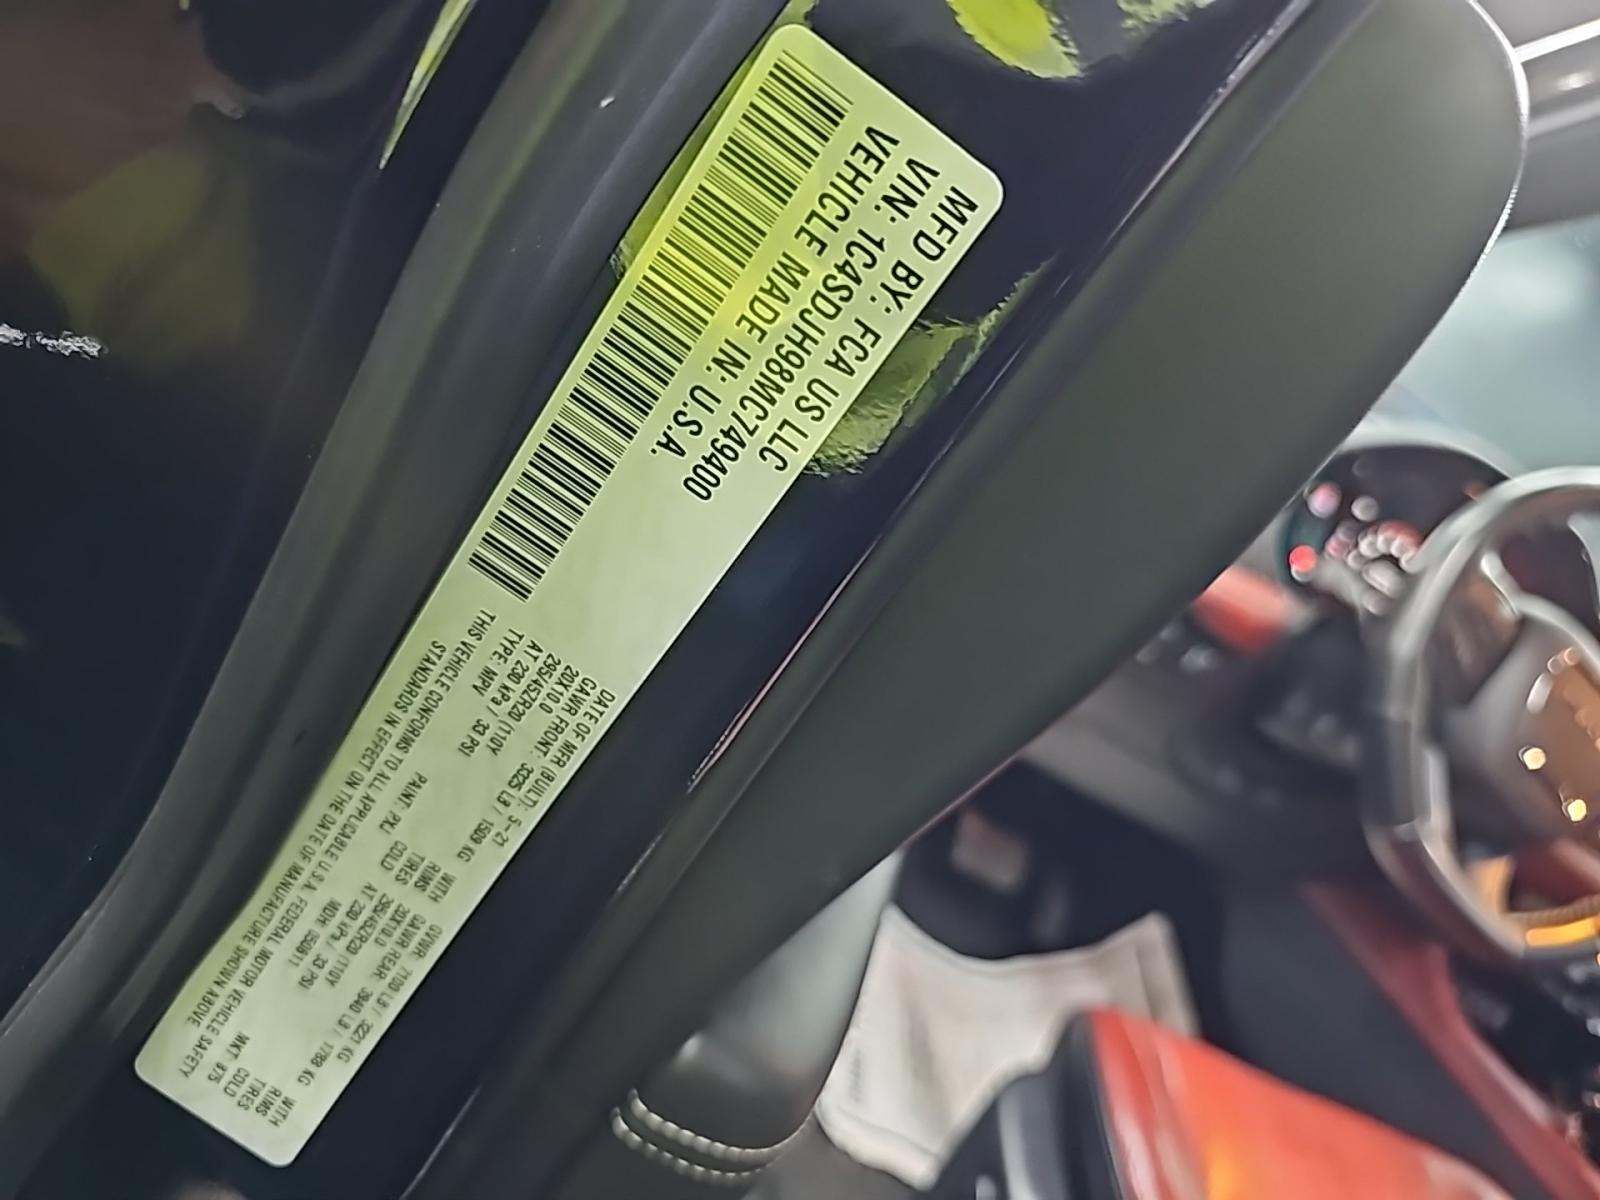 MFD BY: FCA US LLC
VIN: 1C4SDJH98MC749400
VEHICLE MADE IN: U.S.A.
DATE OF MFR (BUILT): 5-21 GVWR: 7100 LB / 3221 KG
GAWR FRONT: 3325 LB / 1509 KG WITH GAWR REAR: 3940 LB / 1788 KG WITH
20X10.0 RIMS 20X10.0 RIMS
295/45ZR20 (110Y TIRES 295/45ZR20 (110Y TIRES
AT 230 kPa / 33 PSI COLD AT 230 kPa / 33 PSI COLD
TYPE: MPV PAINT: PXJ MDH: 050811 MKT: 875
THIS VEHICLE CONFORMS TO ALL APPLICABLE U.S.A. FEDERAL MOTOR VEHICLE SAFETY
STANDARDS IN EFFECT ON THE DATE OF MANUFACTURE SHOWN ABOVE